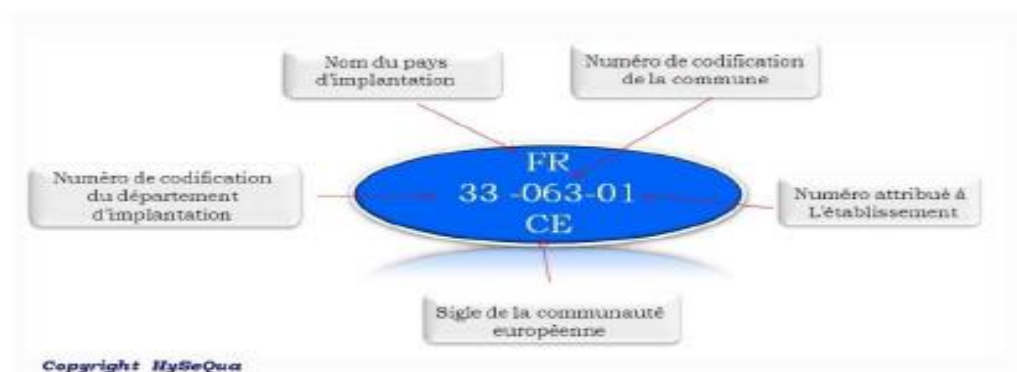 Nom du pays
d'implantation
Numéro de codification
de la commune
Numéro de codification
du département
d'implantation
FR
33 -063-01
CE
Numéro attribué à
L'établissement
Sigle de la communauté
européenne
Copyright HySeQua